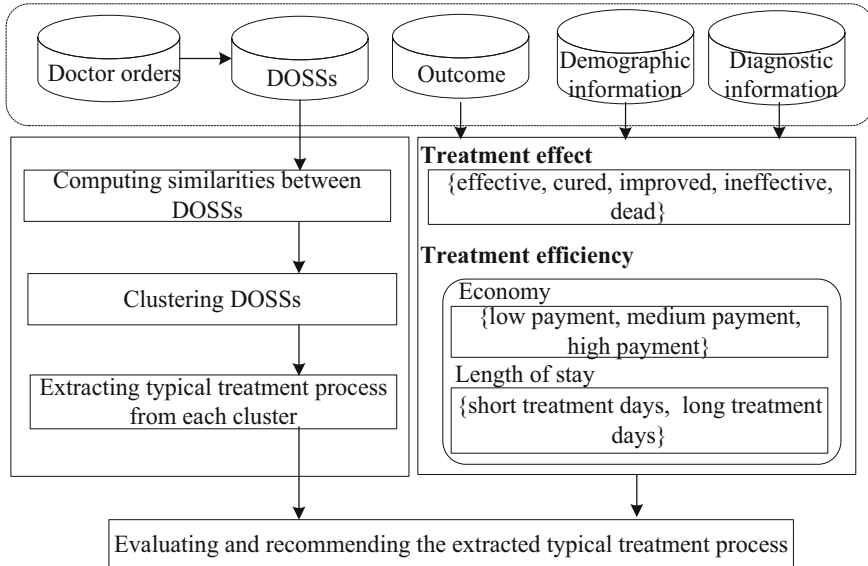 Doctor orders
DOSSs
Outcome
Demographic
information
Diagnostic
information
Computing similarities between
DOSSs
Clustering DOSSs
Extracting typical treatment process
from each cluster
Treatment effect
{effective, cured, improved, ineffective,
dead}
Treatment efficiency
Economy
{low payment, medium payment,
high payment}
Length of stay
{short treatment days, long treatment
days}
Evaluating and recommending the extracted typical treatment process